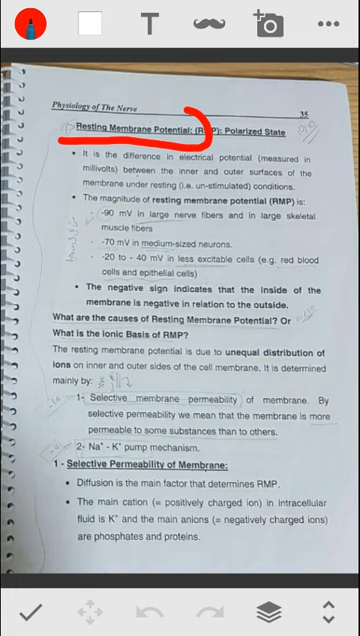 T
Physiology of The Nerve
35
Resting Membrane Potential: (RMP): Polarized State
• It is the difference in electrical potential (measured in
millivolts) between the inner and outer surfaces of the
membrane under resting (i.e. un-stimulated) conditions.
• The magnitude of resting membrane potential (RMP) is:
- -90 mV in large nerve fibers and in large skeletal
muscle fibers
- -70 mV in medium-sized neurons.
- -20 to - 40 mV in less excitable cells (e.g. red blood
cells and epithelial cells)
• The negative sign indicates that the inside of the
membrane is negative in relation to the outside.
What are the causes of Resting Membrane Potential? Or
What is the ionic Basis of RMP?
The resting membrane potential is due to unequal distribution of
ions on inner and outer sides of the cell membrane. It is determined
mainly by:
1- Selective membrane permeability of membrane. By
selective permeability we mean that the membrane is more
permeable to some substances than to others.
2- Na⁺ - K⁺ pump mechanism.
1 - Selective Permeability of Membrane:
• Diffusion is the main factor that determines RMP.
• The main cation (= positively charged ion) in intracellular
fluid is K⁺ and the main anions (= negatively charged ions)
are phosphates and proteins.